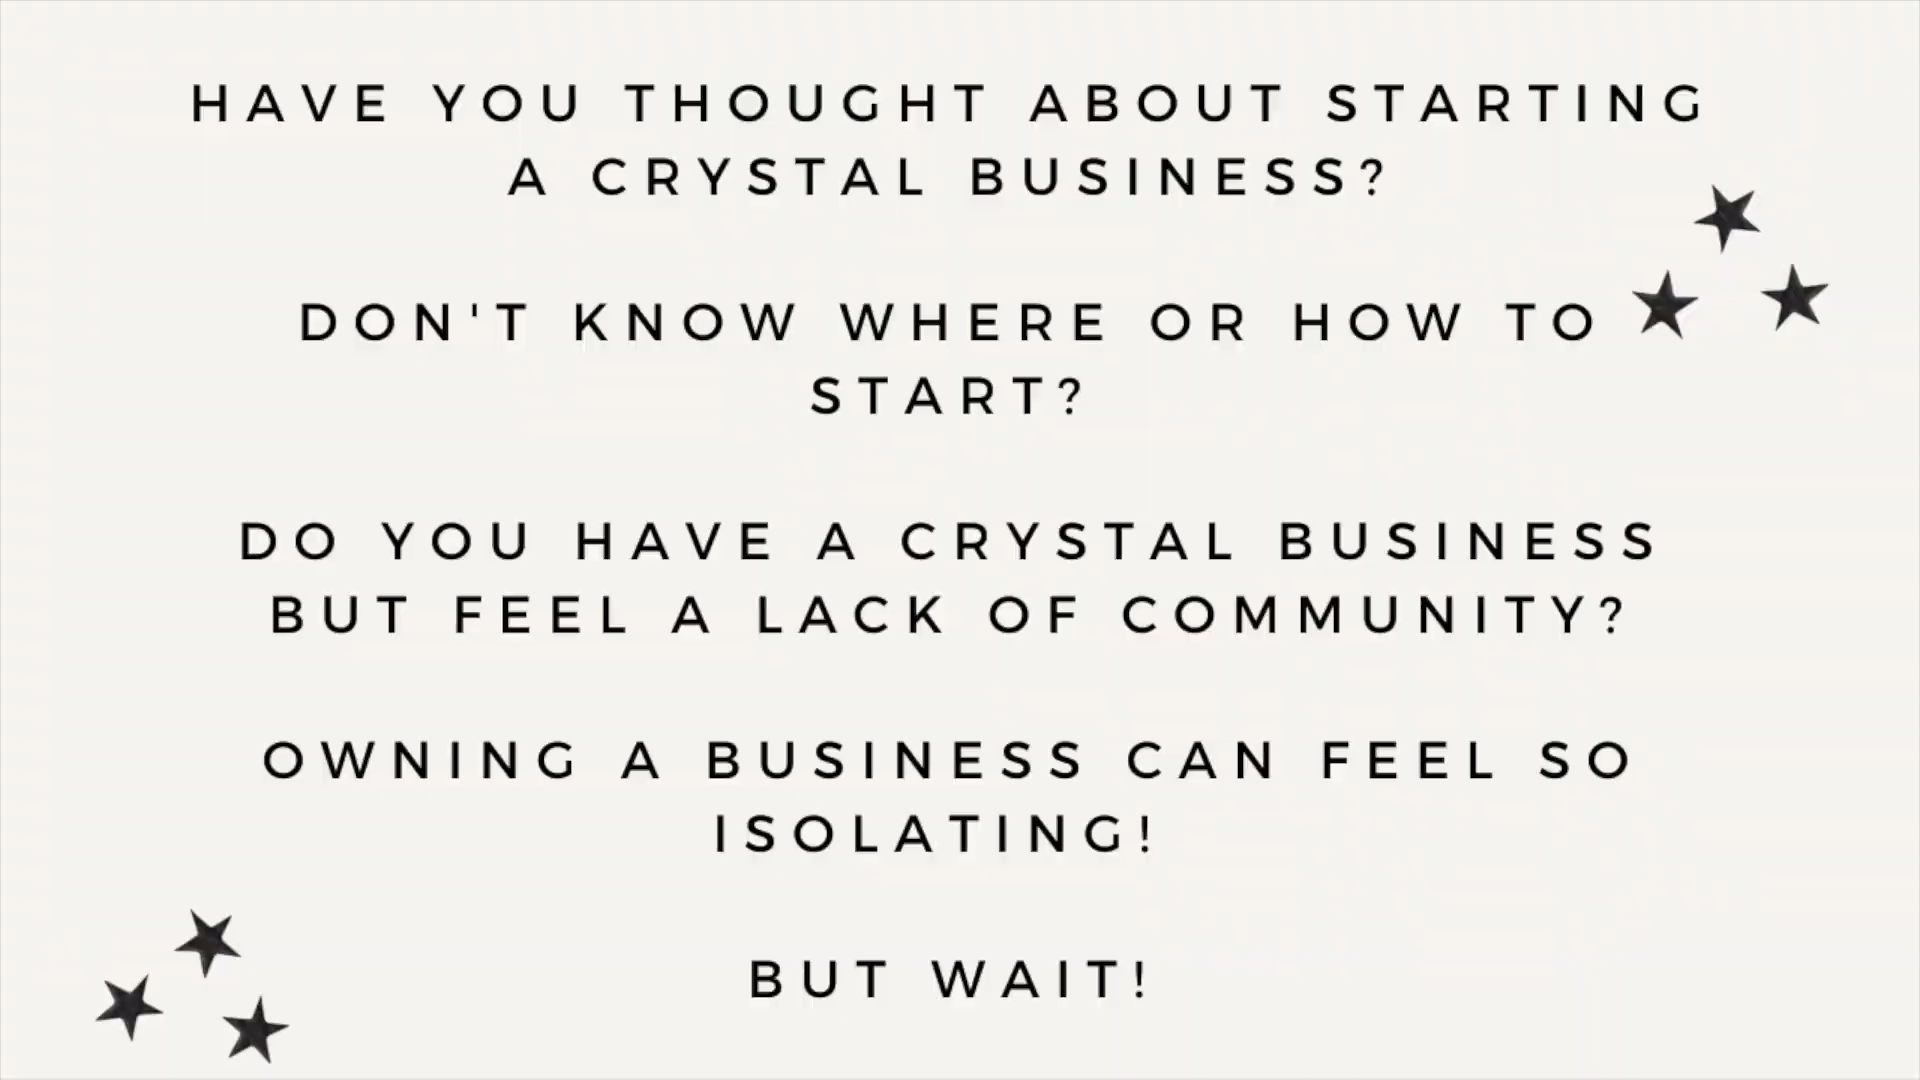 HAVE YOU THOUGHT ABOUT STARTING
A CRYSTAL BUSINESS?
DON'T KNOW WHERE OR HOW TO
START?
DO YOU HAVE A CRYSTAL BUSINESS
BUT FEEL A LACK OF COMMUNITY?
OWNING A BUSINESS CAN FEEL SO
ISOLATING!
BUT WAIT!